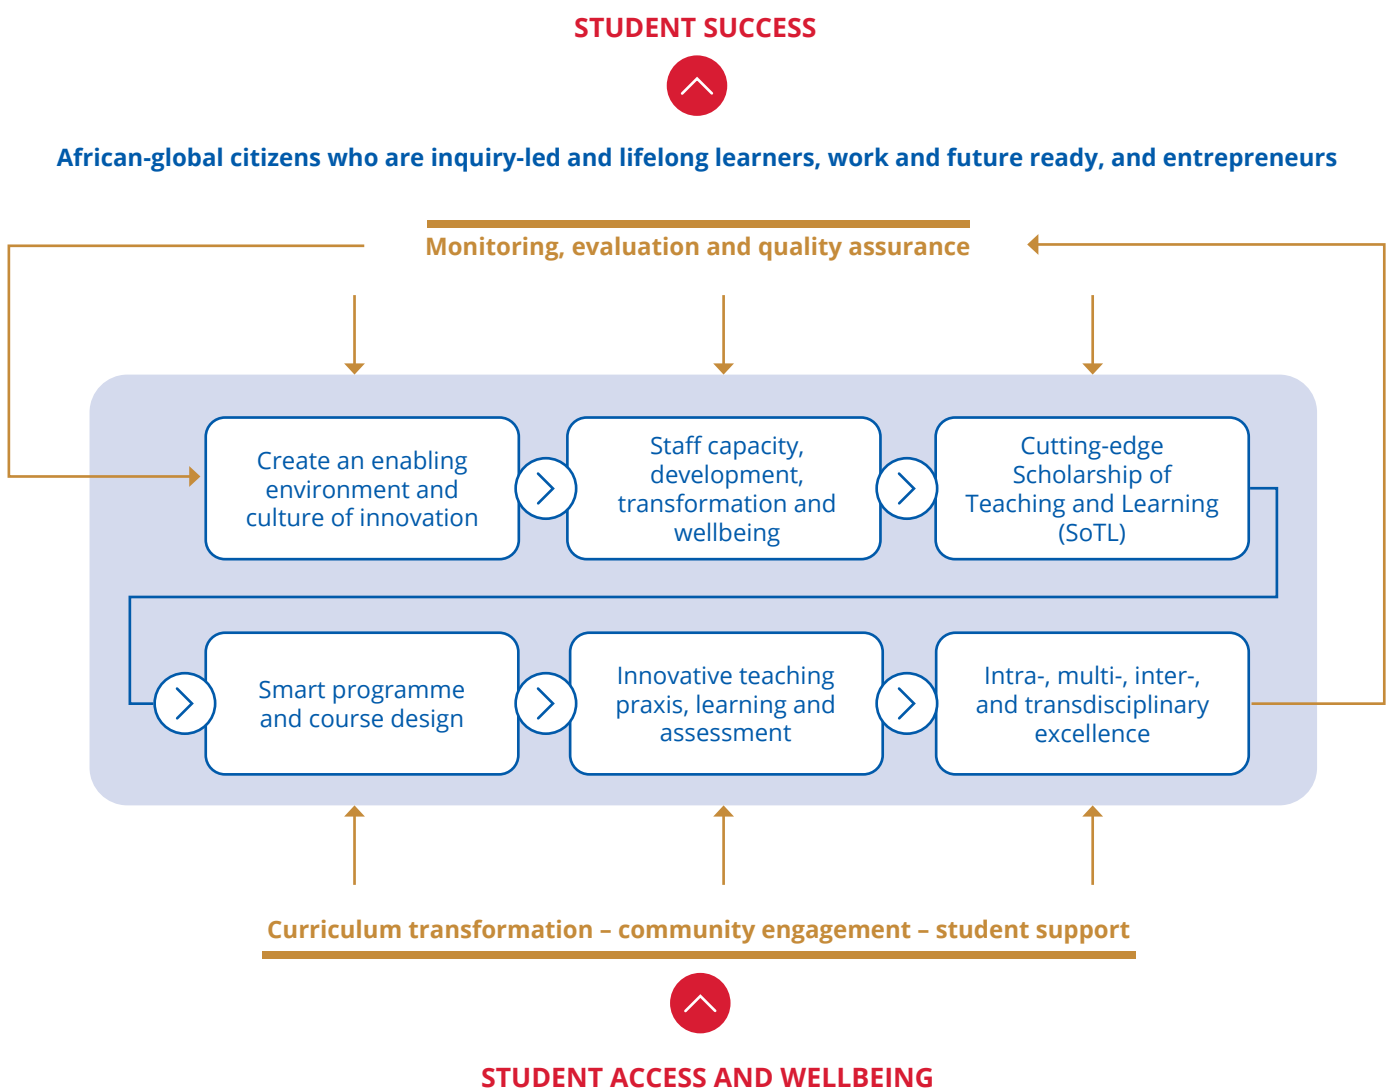 STUDENT SUCCESS
African-global citizens who are inquiry-led and lifelong learners, work and future ready, and entrepreneurs
Monitoring, evaluation and quality assurance
Create an enabling
environment and
culture of innovation
Staff capacity,
development,
transformation and
wellbeing
Cutting-edge
Scholarship of
Teaching and Learning
(SoTL)
Smart programme
and course design
Innovative teaching
praxis, learning and
assessment
Intra-, multi-, inter-,
and transdisciplinary
excellence
Curriculum transformation – community engagement – student support
STUDENT ACCESS AND WELLBEING